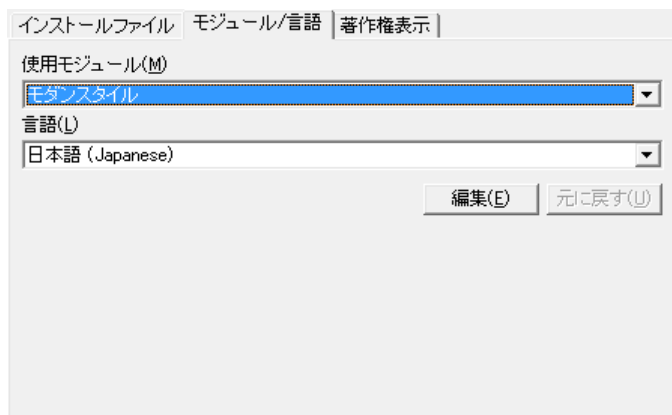 インストールファイル モジュール/言語 著作権表示
使用モジュール(M)
モダンスタイル
言語(L)
日本語 (Japanese)
編集(E) 元に戻す(U)